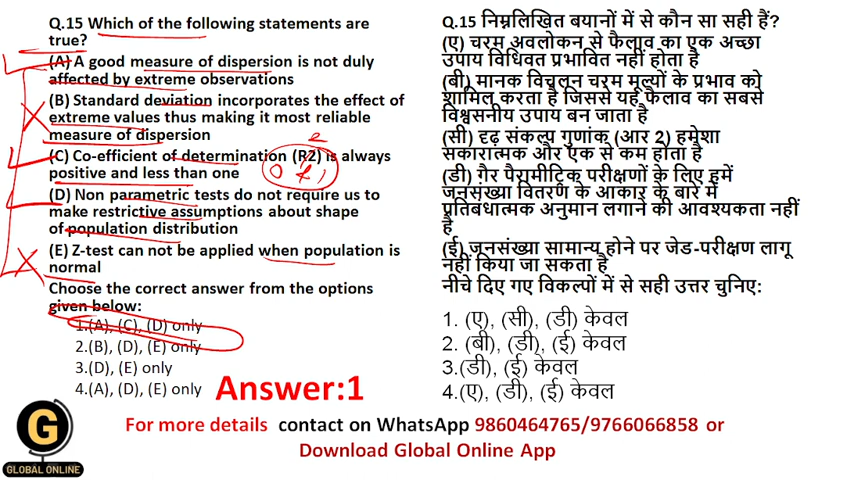 Q.15 Which of the following statements are
true?
(A) A good measure of dispersion is not duly
affected by extreme observations
(B) Standard deviation incorporates the effect of
extreme values thus making it most reliable
measure of dispersion
2
(C) Co-efficient of determination (R2) is always
positive and less than one
0 & 1
(D) Non parametric tests do not require us to
make restrictive assumptions about shape
of population distribution
(E) Z-test can not be applied when population is
normal
Choose the correct answer from the options
given below:
1.(A), (C), (D) only
2.(B), (D), (E) only
3.(D), (E) only
4.(A), (D), (E) only
Answer:1
Q.15 निम्नलिखित बयानों में से कौन सा सही हैं?
(ए) चरम अवलोकन से फैलाव का एक अच्छा
उपाय विधिवत प्रभावित नहीं होता है
(बी) मानक विचलन चरम मूल्यों के प्रभाव को
शामिल करता है जिससे यह फैलाव का सबसे
विश्वसनीय उपाय बन जाता है
(सी) दृढ़ संकल्प गुणांक (आर 2) हमेशा
सकारात्मक और एक से कम होता है
(डी) गैर पैरामीट्रिक परीक्षणों के लिए हमें
जनसंख्या वितरण के आकार के बारे में
प्रतिबंधात्मक अनुमान लगाने की आवश्यकता नहीं
है
(ई) जनसंख्या सामान्य होने पर जेड-परीक्षण लागू
नहीं किया जा सकता है
नीचे दिए गए विकल्पों में से सही उत्तर चुनिए:
1. (ए), (सी), (डी) केवल
2. (बी), (डी), (ई) केवल
3.(डी), (ई) केवल
4.(ए), (डी), (ई) केवल
For more details contact on WhatsApp 9860464765/9766066858 or
Download Global Online App
G
GLOBAL ONLINE